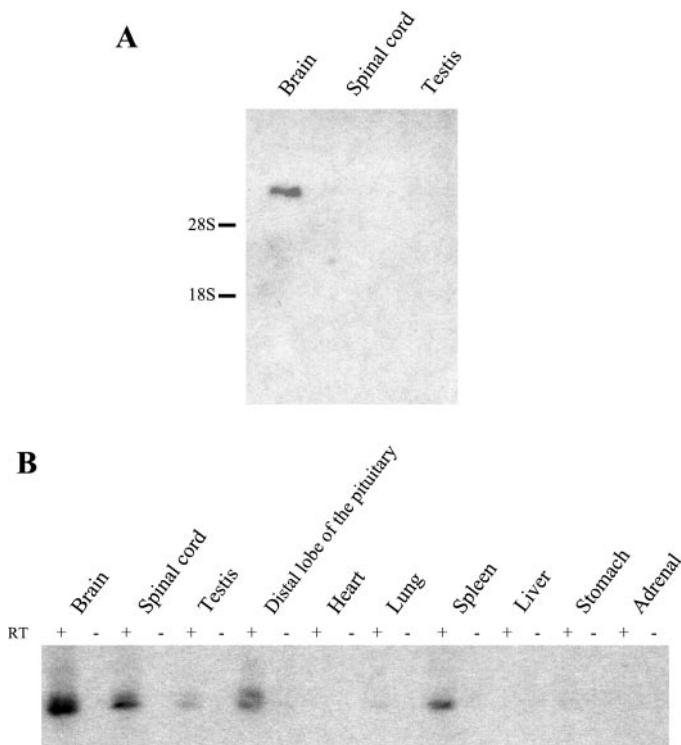 A
Brain Spinal cord Testis
28S
18S
B
Brain Spinal cord Testis Distal lobe of the pituitary Heart Lung Spleen Liver Stomach Adrenal
RT + - + - + - + - + - + - + - + - + - + -